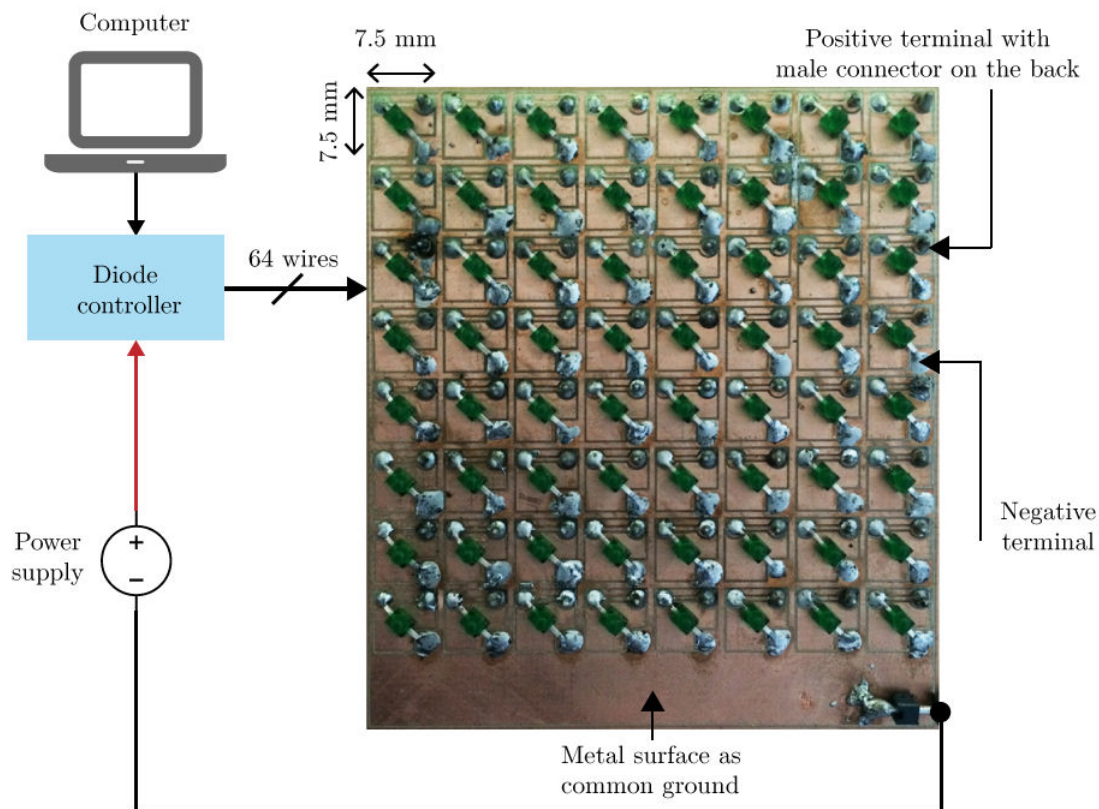 Computer
7.5 mm
7.5 mm
Positive terminal with
male connector on the back
Diode
controller
64 wires
Power
supply
+
−
Negative
terminal
Metal surface as
common ground